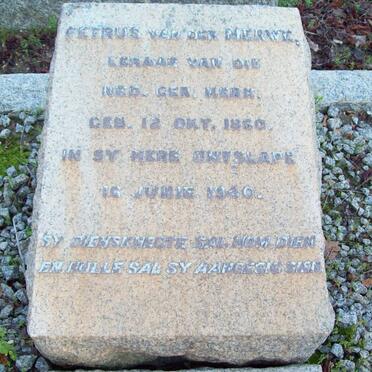 PETRUS VAN DER MERWE,
LERAAR VAN DIE
NED. GER. KERK.
GEB. 12 OKT. 1860.
IN SY HERE ONTSLAPE
16 JUNIE 1940.
SY DIENSKNEGTE SAL HOM DIEN
EN HULLE SAL SY AANGESIG SIEN